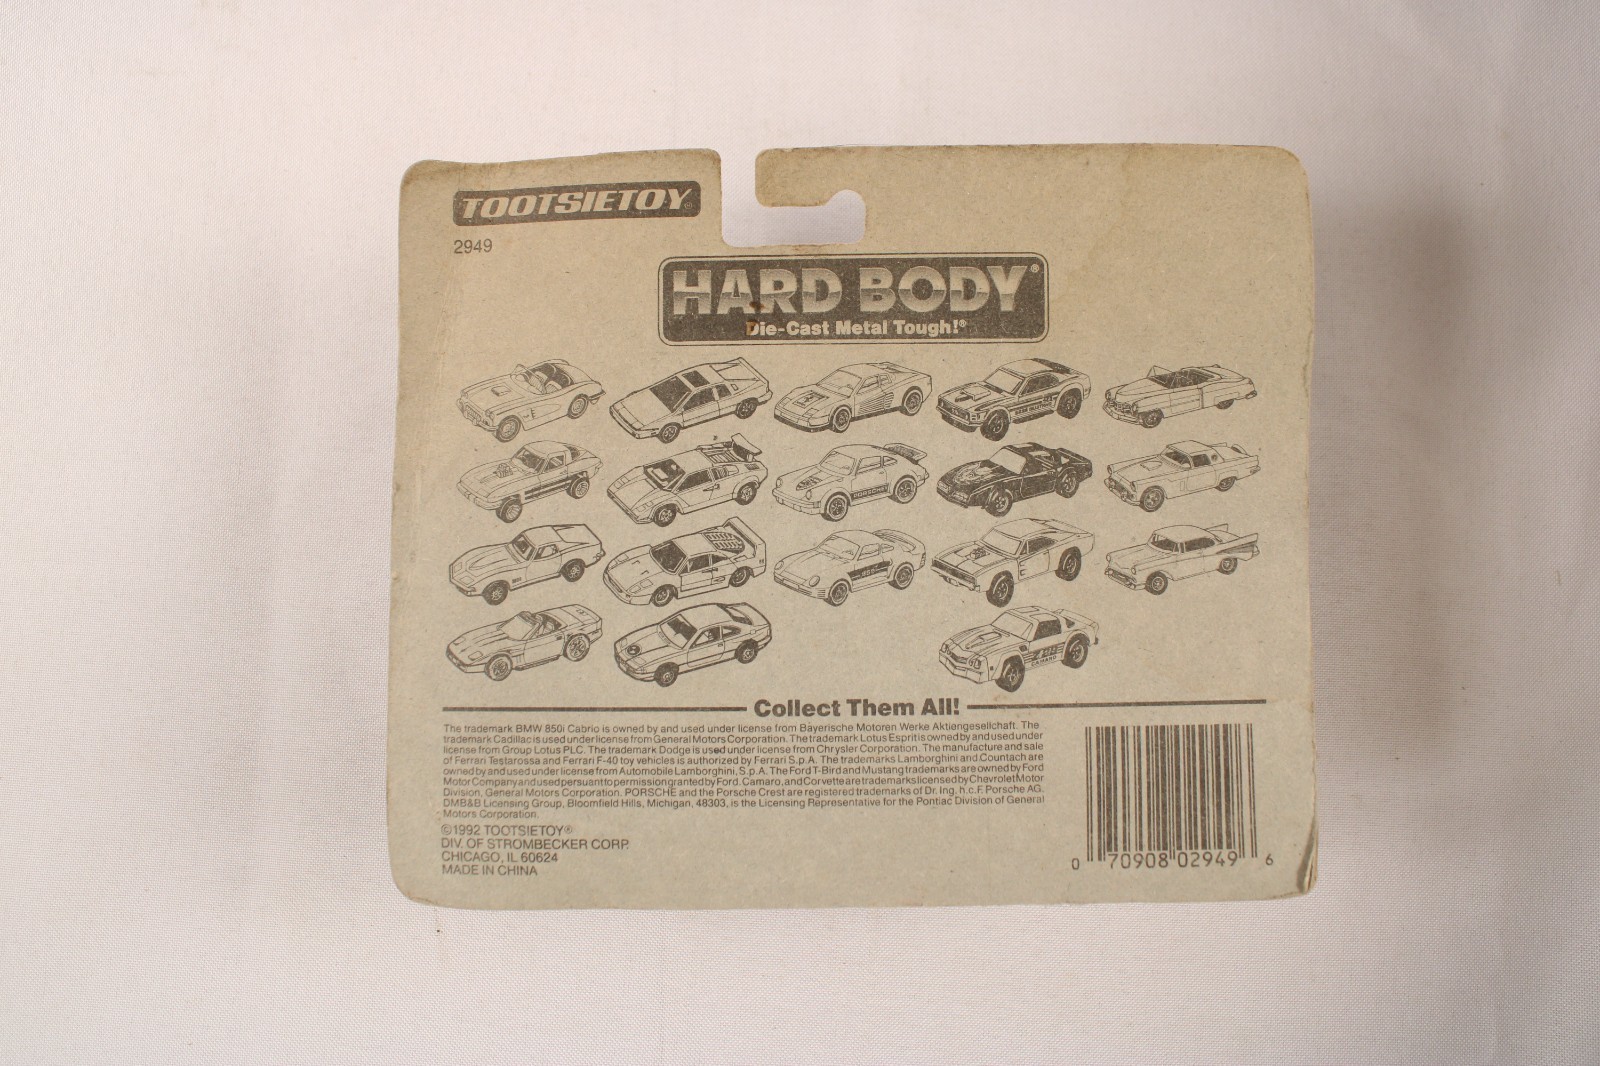 TOOTSIETOY®
2949
HARD BODY®
Die-Cast Metal Tough!®
PORSCHE
959
Z28
CAMARO
Collect Them All!
The trademark BMW 850i Cabrio is owned by and used under license from Bayerische Motoren Werke Aktiengesellschaft. The
trademark Cadillac is used under license from General Motors Corporation. The trademark Lotus Esprit is owned by and used under
license from Group Lotus PLC. The trademark Dodge is used under license from Chrysler Corporation. The manufacture and sale
of Ferrari Testarossa and Ferrari F-40 toy vehicles is authorized by Ferrari S.p.A. The trademarks Lamborghini and Countach are
owned by and used under license from Automobile Lamborghini, S.p.A. The Ford T-Bird and Mustang trademarks are owned by Ford
Motor Company and used persuant to permission granted by Ford. Camaro, and Corvette are trademarks licensed by Chevrolet Motor
Division, General Motors Corporation. PORSCHE and the Porsche Crest are registered trademarks of Dr. Ing. h.c.F. Porsche AG.
DMB&B Licensing Group, Bloomfield Hills, Michigan, 48303, is the Licensing Representative for the Pontiac Division of General
Motors Corporation.
©1992 TOOTSIETOY®
DIV. OF STROMBECKER CORP.
CHICAGO, IL 60624
MADE IN CHINA
0 70908 02949 6